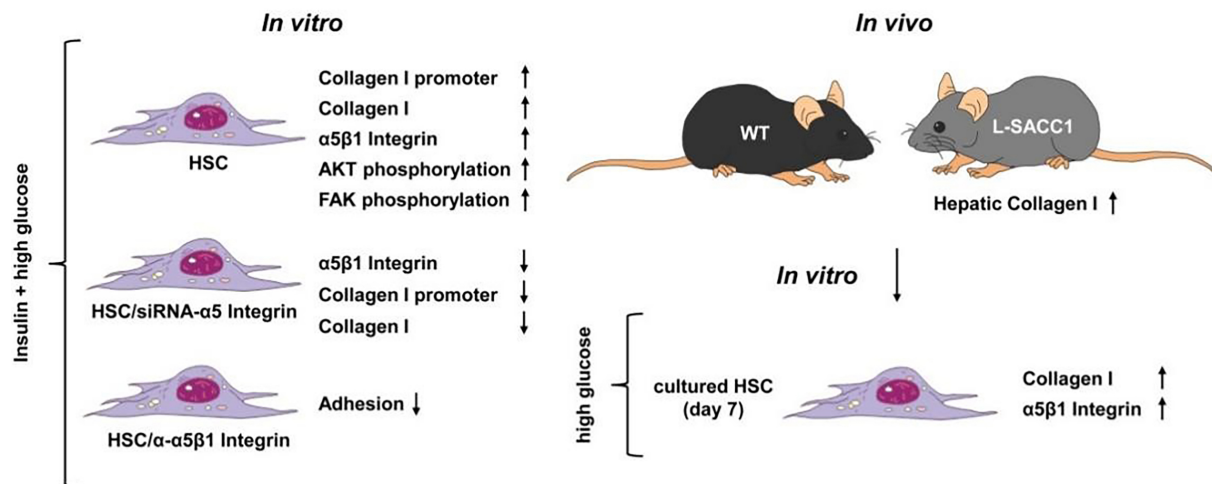 In vitro
Insulin + high glucose
HSC
Collagen I promoter ↑
Collagen I ↑
α5β1 Integrin ↑
AKT phosphorylation ↑
FAK phosphorylation ↑
HSC/siRNA-α5 Integrin
α5β1 Integrin ↓
Collagen I promoter ↓
Collagen I ↓
HSC/α-α5β1 Integrin
Adhesion ↓
In vivo
WT
L-SACC1
Hepatic Collagen I ↑
In vitro
high glucose
cultured HSC
(day 7)
Collagen I ↑
α5β1 Integrin ↑